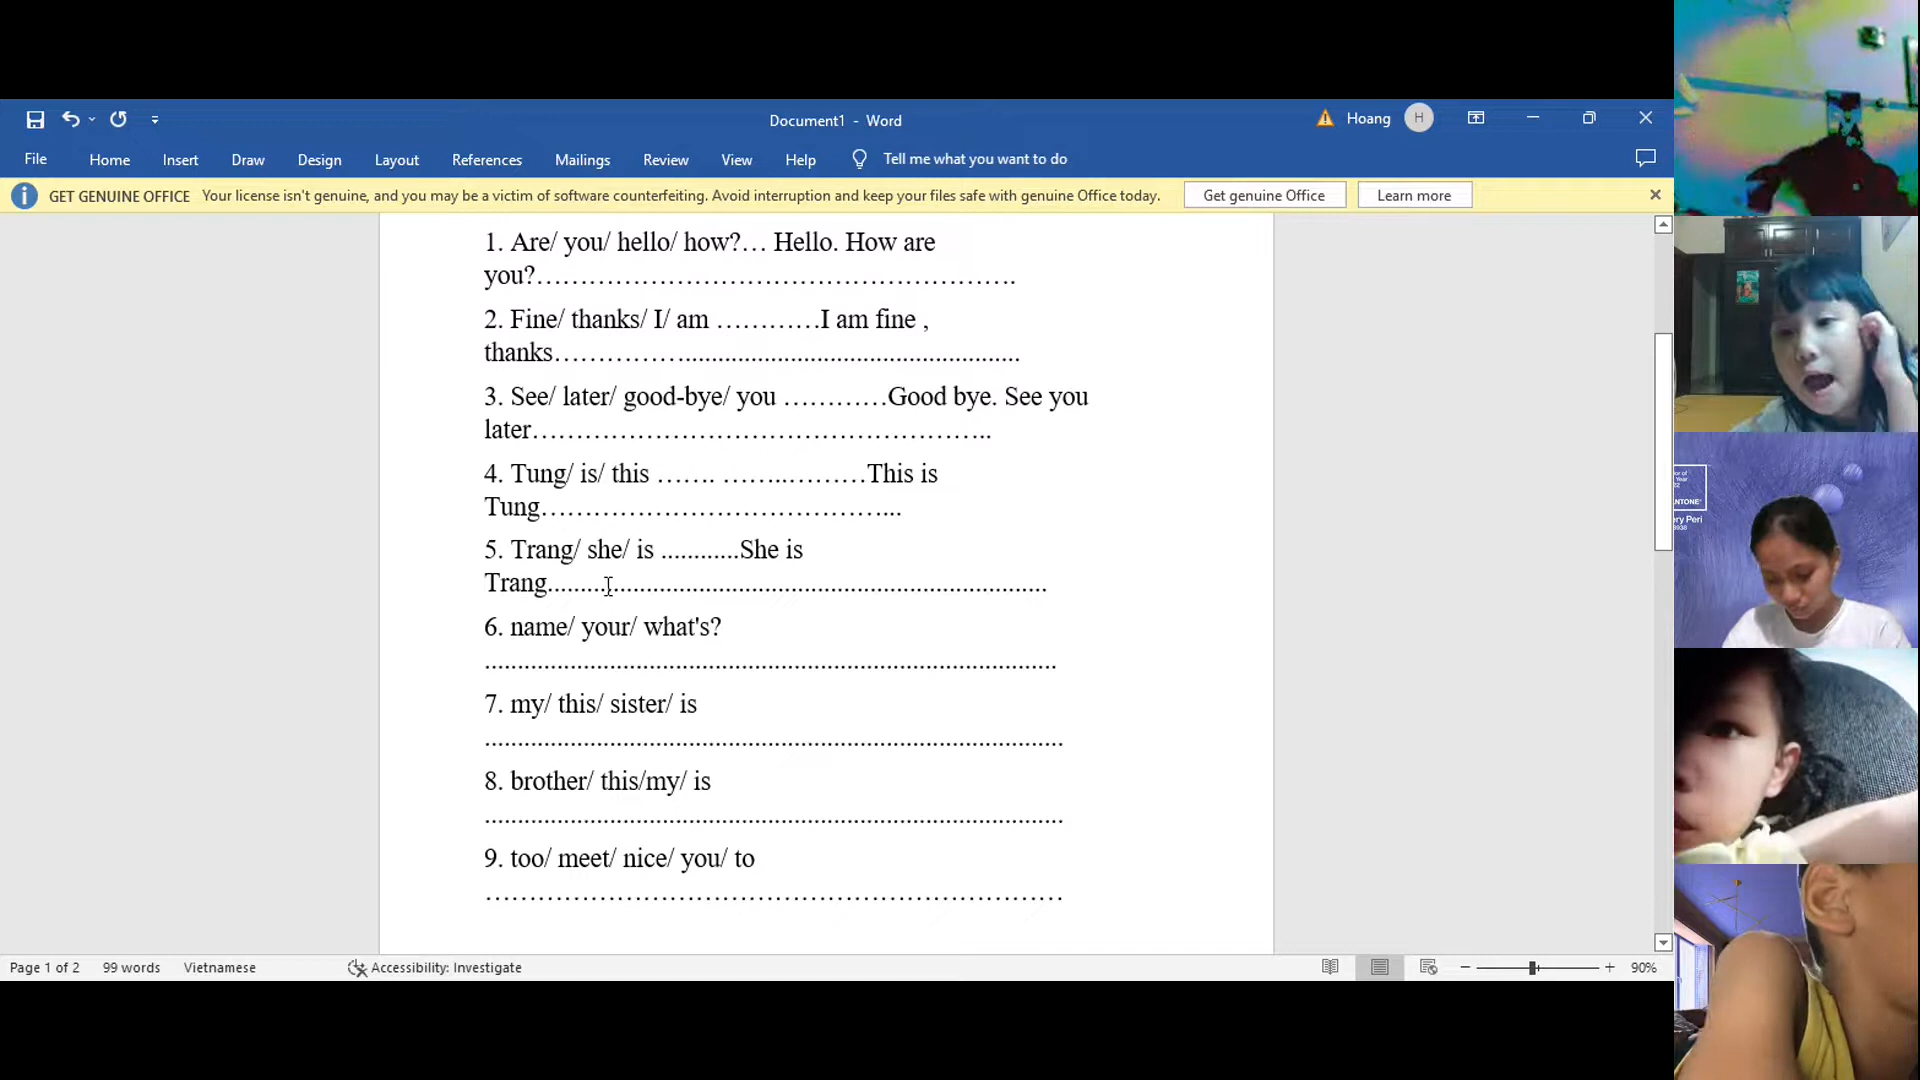 Document1 - Word
Hoang
H
File Home Insert Draw Design Layout References Mailings Review View Help Tell me what you want to do
GET GENUINE OFFICE Your license isn't genuine, and you may be a victim of software counterfeiting. Avoid interruption and keep your files safe with genuine Office today. Get genuine Office Learn more
1. Are/ you/ hello/ how?… Hello. How are
you?……………………………………………….
2. Fine/ thanks/ I/ am …………I am fine ,
thanks……………...................................................
3. See/ later/ good-bye/ you …………Good bye. See you
later……………………………………………..
4. Tung/ is/ this ……. ……..………This is
Tung…………………………………...
5. Trang/ she/ is ............She is
Trang............................................................................
6. name/ your/ what's?
.......................................................................................
7. my/ this/ sister/ is
........................................................................................
8. brother/ this/my/ is
........................................................................................
9. too/ meet/ nice/ you/ to
…………………………………………………………
Page 1 of 2 99 words Vietnamese Accessibility: Investigate 90%
ANTONE
ery Peri